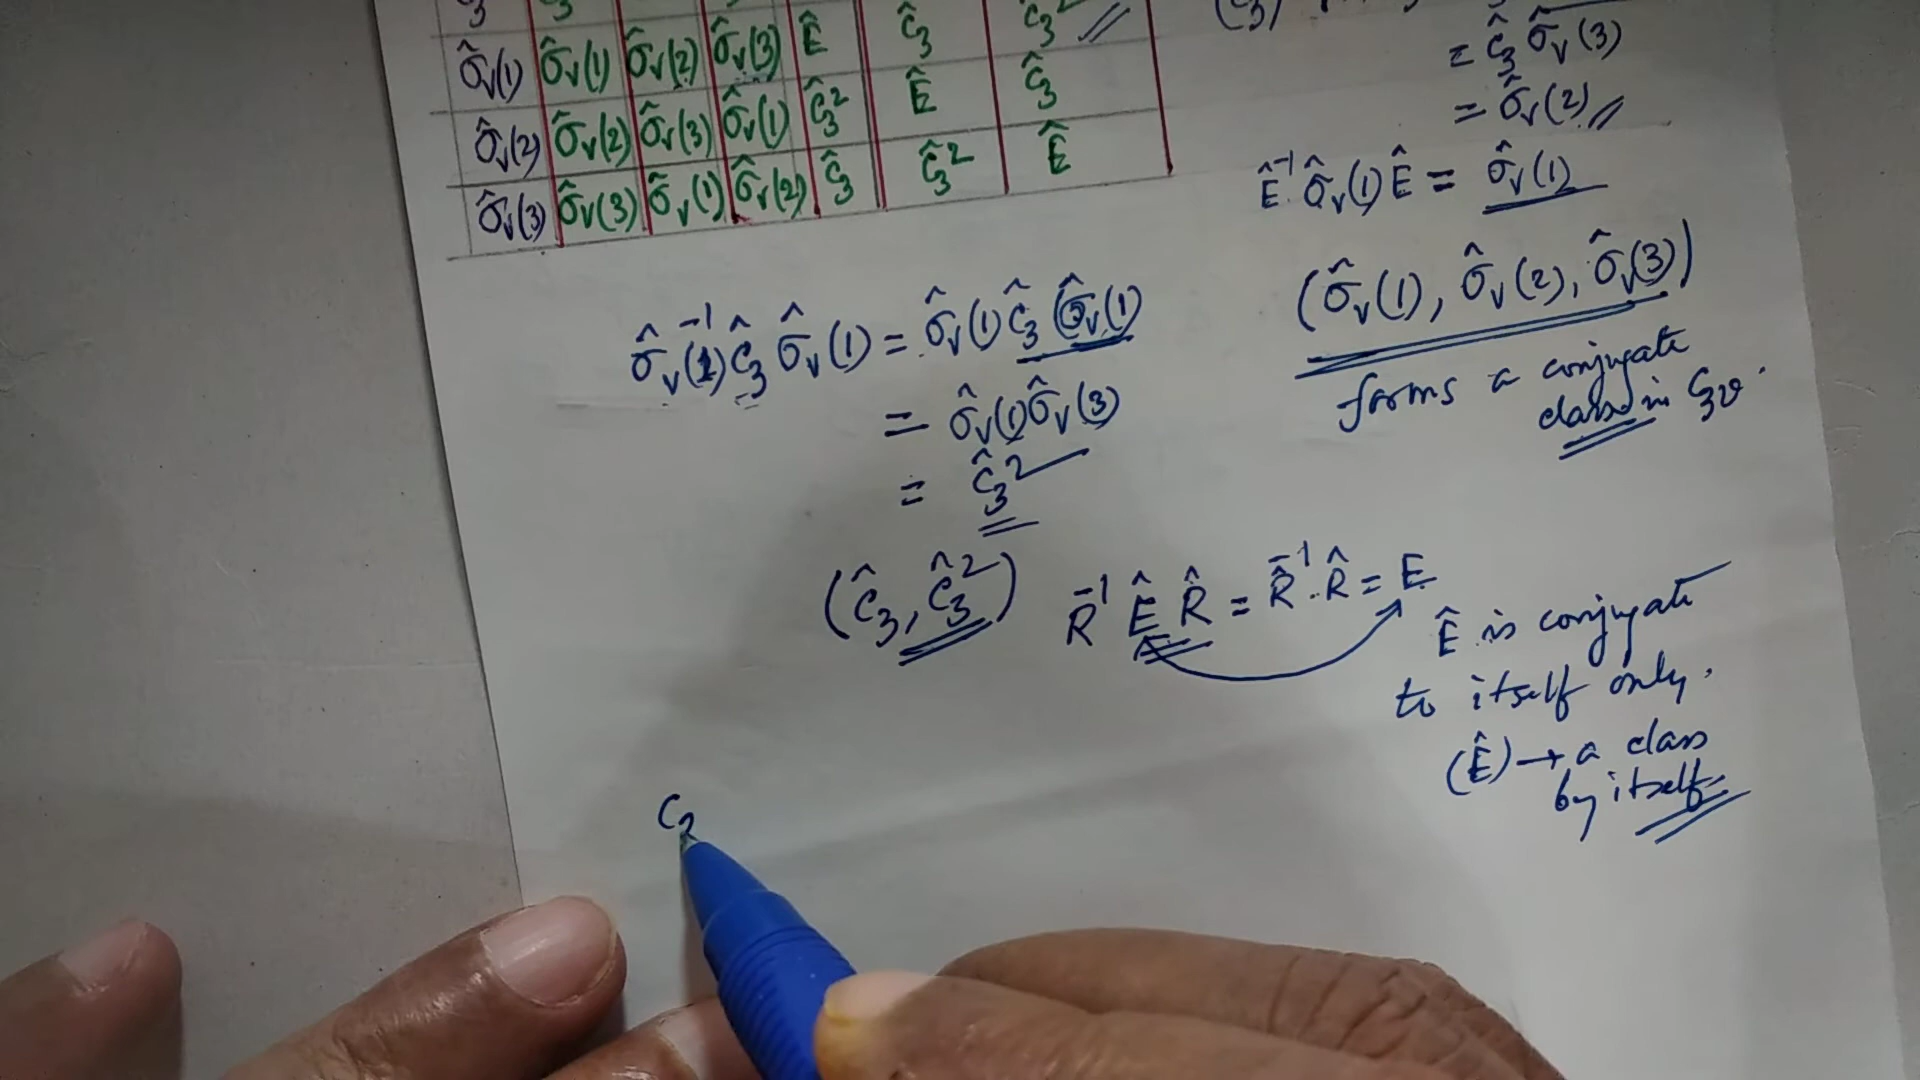 σ̂v(1) σ̂v(1) σ̂v(2) σ̂v(3) Ê Ĉ3 Ĉ3²
σ̂v(2) σ̂v(2) σ̂v(3) σ̂v(1) Ĉ3² Ê Ĉ3
σ̂v(3) σ̂v(3) σ̂v(1) σ̂v(2) Ĉ3 Ĉ3² Ê
= Ĉ3 σ̂v(3)
= σ̂v(2)
Ê⁻¹ σ̂v(1) Ê = σ̂v(1)
(σ̂v(1), σ̂v(2), σ̂v(3))
forms a conjugate
class in C3v.
σ̂v⁻¹(1) Ĉ3 σ̂v(1) = σ̂v(1) Ĉ3 σ̂v(1)
= σ̂v(1) σ̂v(3)
= Ĉ3²
(Ĉ3, Ĉ3²)
R̄¹ Ê R̂ = R̂⁻¹ . R̂ = E
Ê is conjugate
to itself only.
(Ê) → a class
by itself
C2